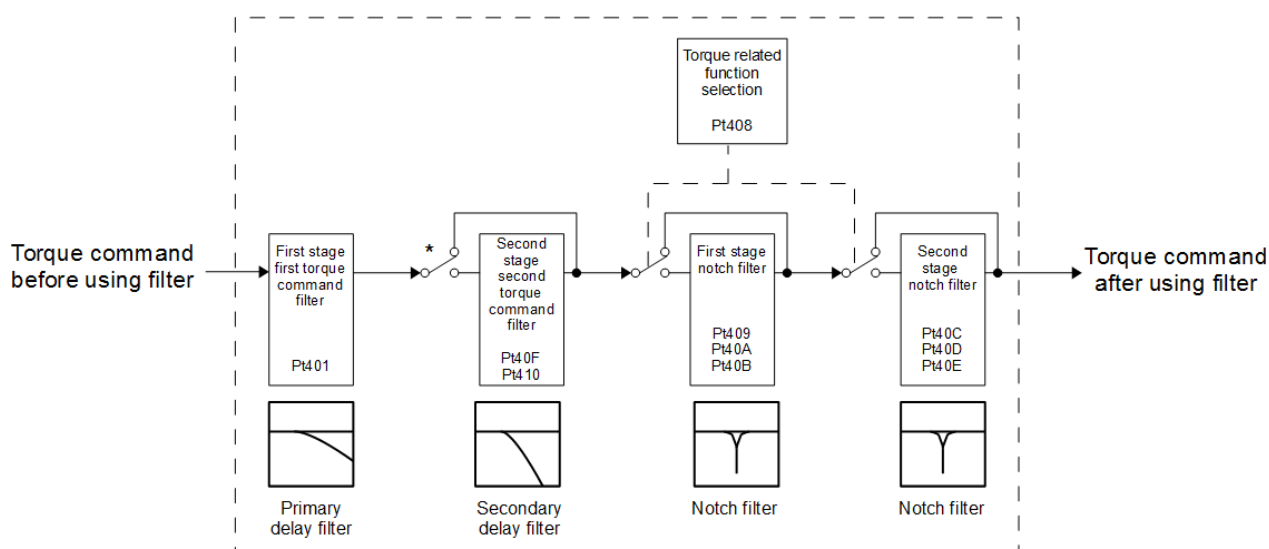 Torque related
function
selection
Pt408
Torque command
before using filter
First stage
first torque
command
filter
Pt401
*
Second
stage
second
torque
command
filter
Pt40F
Pt410
First stage
notch filter
Pt409
Pt40A
Pt40B
Second
stage
notch filter
Pt40C
Pt40D
Pt40E
Torque command
after using filter
Primary
delay filter
Secondary
delay filter
Notch filter
Notch filter